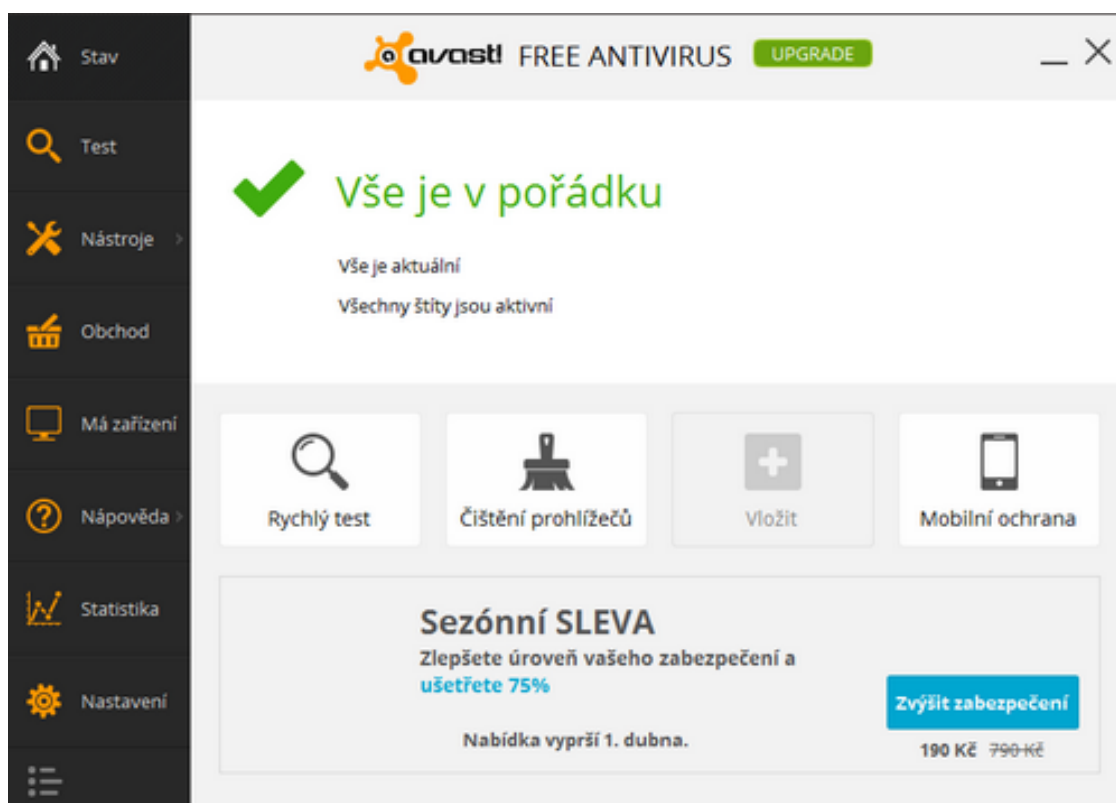 Stav
Test
Nástroje
Obchod
Má zařízení
Nápověda
Statistika
Nastavení
avast! FREE ANTIVIRUS UPGRADE
Vše je v pořádku
Vše je aktuální
Všechny štíty jsou aktivní
Rychlý test
Čištění prohlížečů
Vložit
Mobilní ochrana
Sezónní SLEVA
Zlepšete úroveň vašeho zabezpečení a
ušetřete 75%
Nabídka vyprší 1. dubna.
Zvýšit zabezpečení
190 Kč 790 Kč